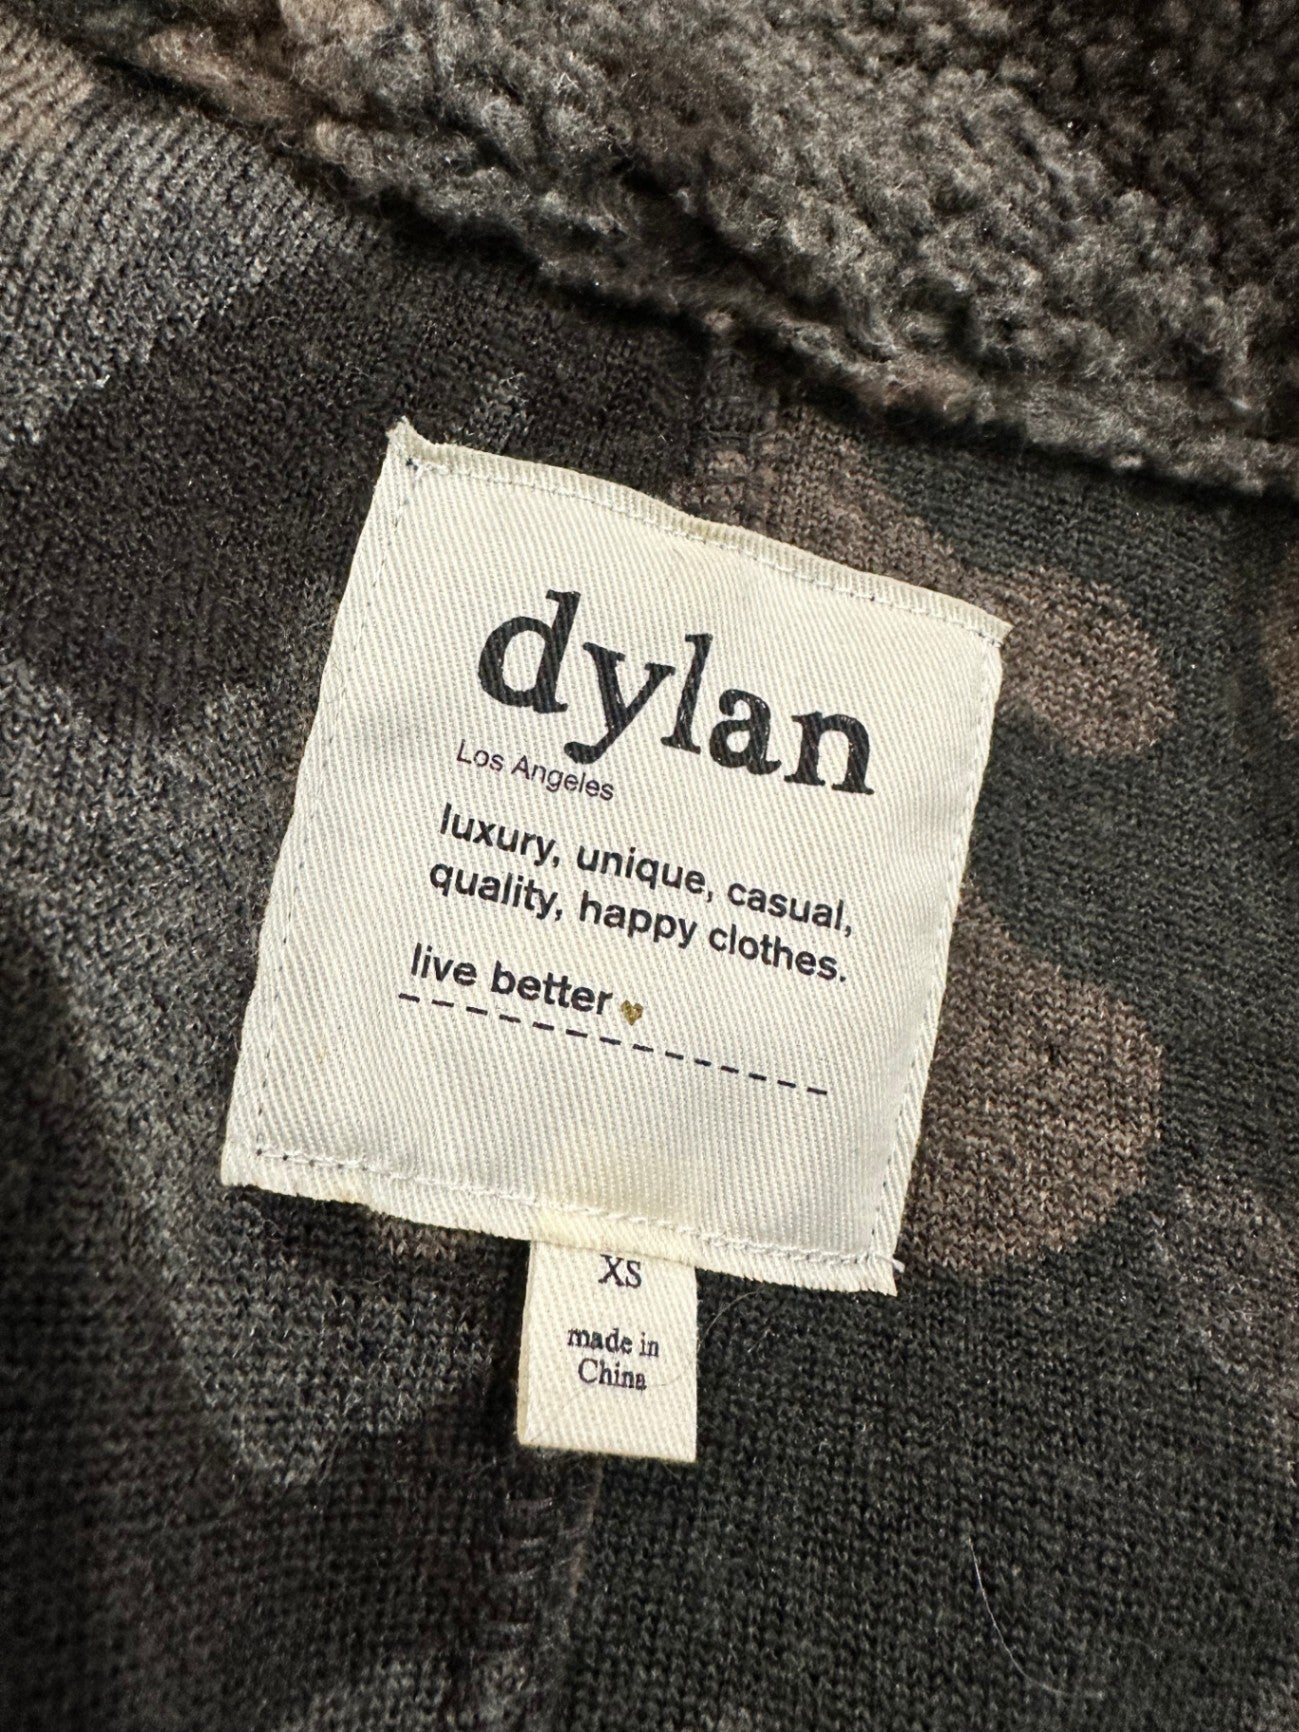 dylan
Los Angeles
luxury, unique, casual,
quality, happy clothes.
live better
XS
made in
China